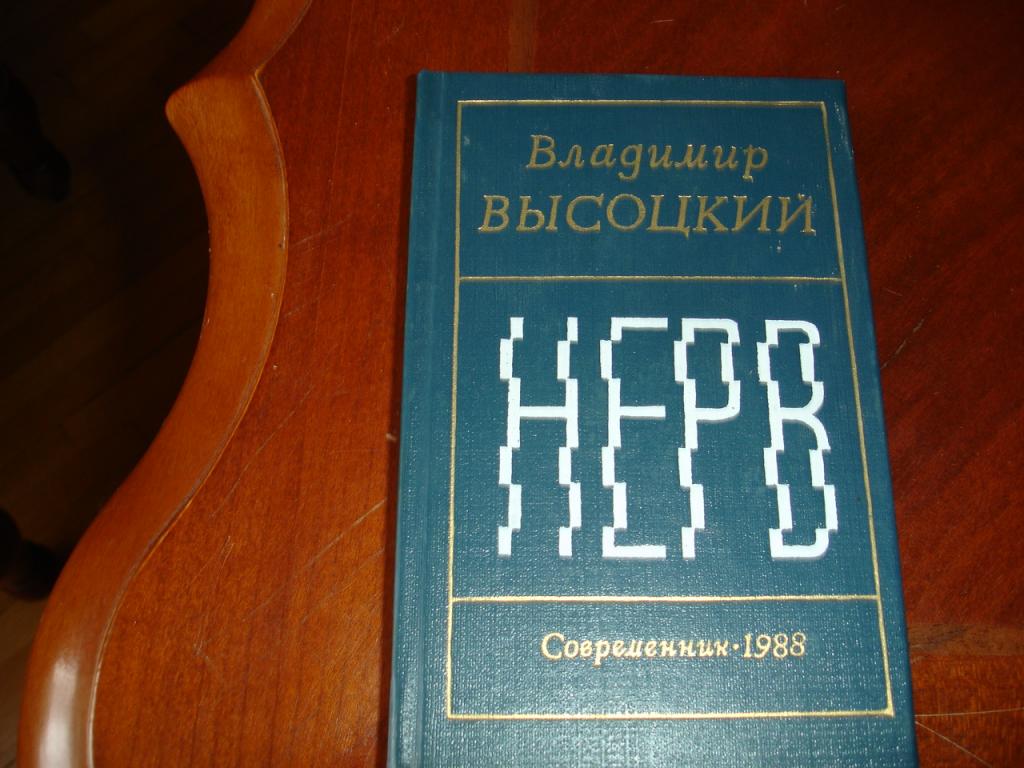 Владимир
ВЫСОЦКИЙ
НЕРВ
Современник·1988